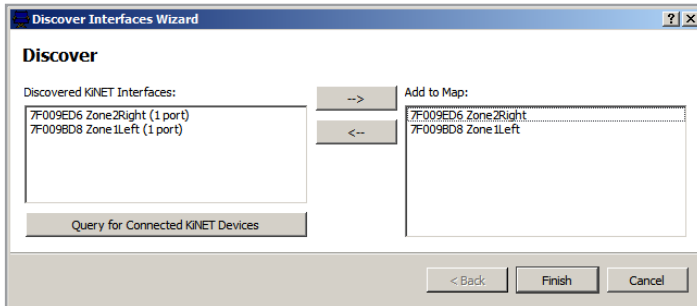 Discover Interfaces Wizard
Discover
Discovered KiNET Interfaces:
7F009ED6 Zone2Right (1 port)
7F009BD8 Zone1Left (1 port)
-->
<--
Add to Map:
7F009ED6 Zone2Right
7F009BD8 Zone1Left
Query for Connected KiNET Devices
< Back
Finish
Cancel